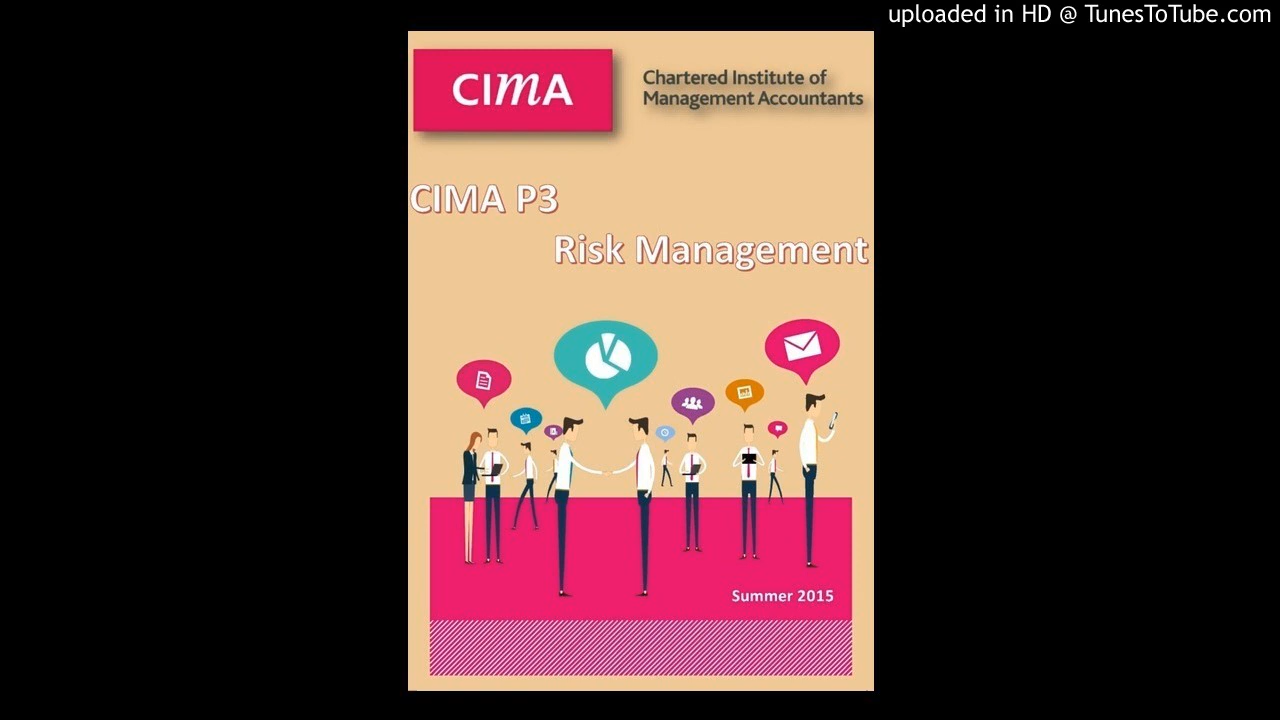 uploaded in HD @ TunesToTube.com
CIMA
Chartered Institute of
Management Accountants
CIMA P3
Risk Management
Summer 2015